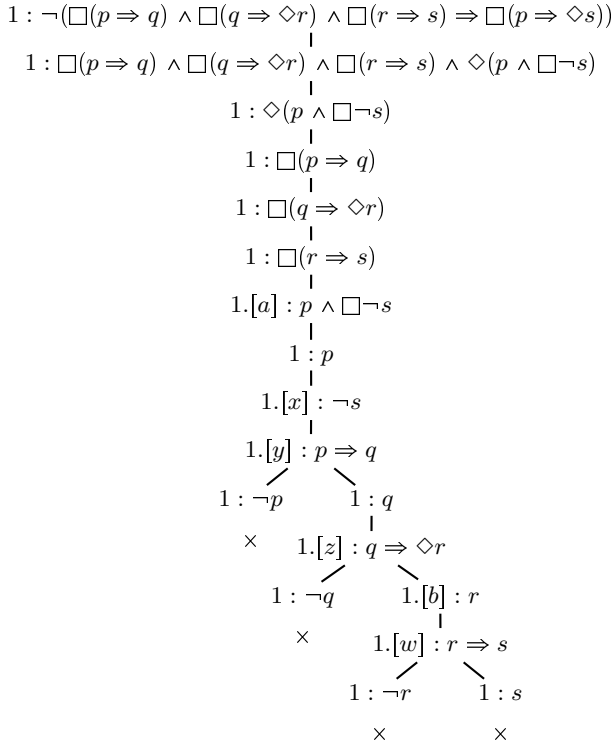 1 : ¬(□(p ⇒ q) ∧ □(q ⇒ ◇r) ∧ □(r ⇒ s) ⇒ □(p ⇒ ◇s))
1 : □(p ⇒ q) ∧ □(q ⇒ ◇r) ∧ □(r ⇒ s) ∧ ◇(p ∧ □¬s)
1 : ◇(p ∧ □¬s)
1 : □(p ⇒ q)
1 : □(q ⇒ ◇r)
1 : □(r ⇒ s)
1.[a] : p ∧ □¬s
1 : p
1.[x] : ¬s
1.[y] : p ⇒ q
1 : ¬p 1 : q
× 1.[z] : q ⇒ ◇r
1 : ¬q 1.[b] : r
× 1.[w] : r ⇒ s
1 : ¬r 1 : s
× ×